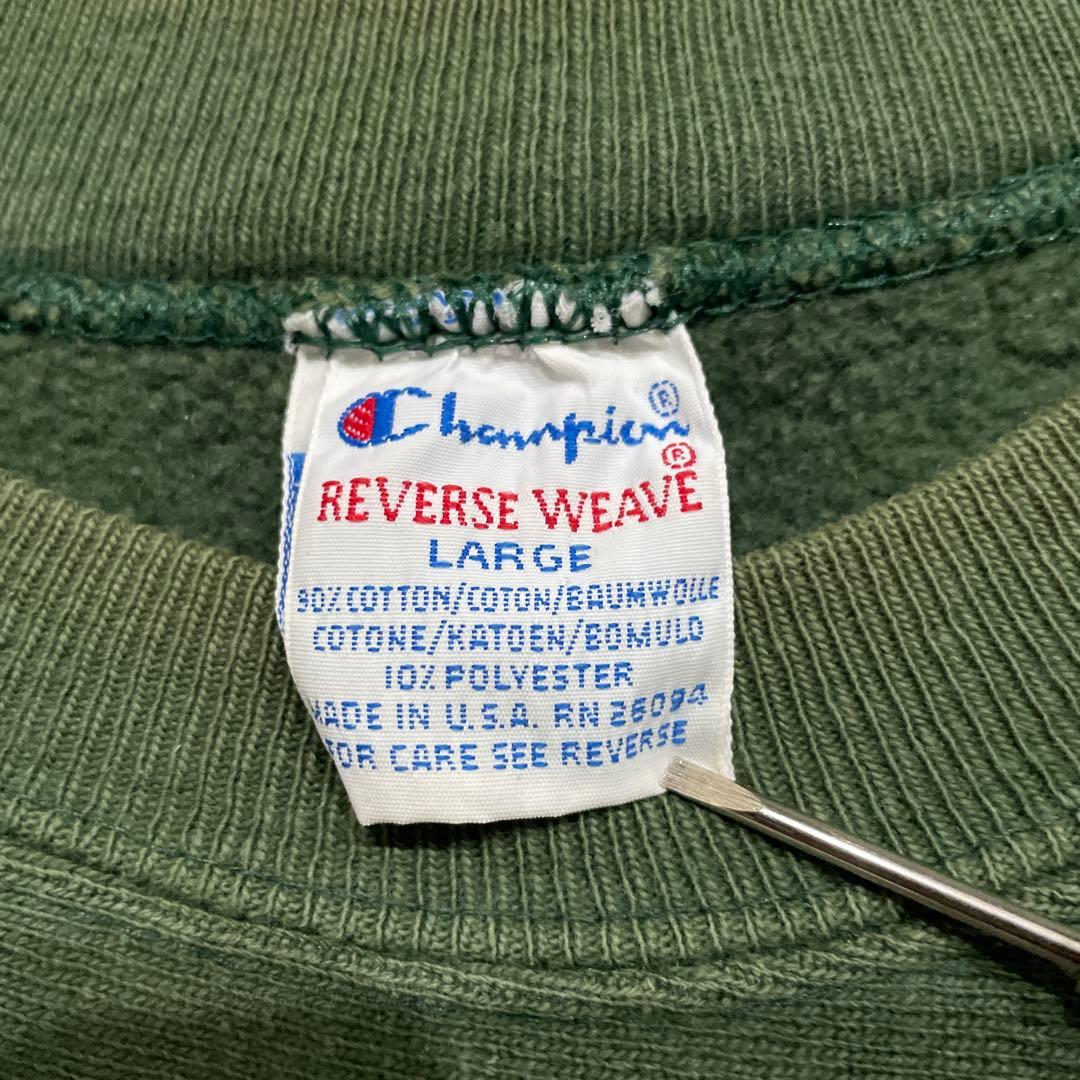 Champion®
REVERSE WEAVE®
LARGE
90% COTTON/COTON/BAUMWOLLE
COTONE/KATOEN/BOMULD
10% POLYESTER
MADE IN U.S.A. RN 26094
FOR CARE SEE REVERSE